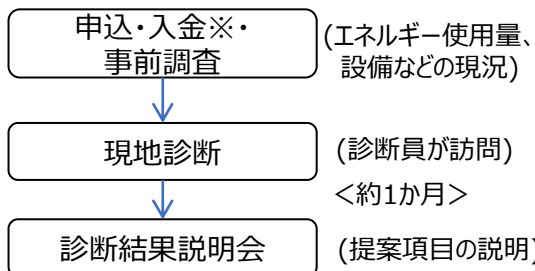 申込・入金※・
事前調査
(エネルギー使用量、
設備などの現況)
現地診断
(診断員が訪問)
<約1か月>
診断結果説明会
(提案項目の説明)